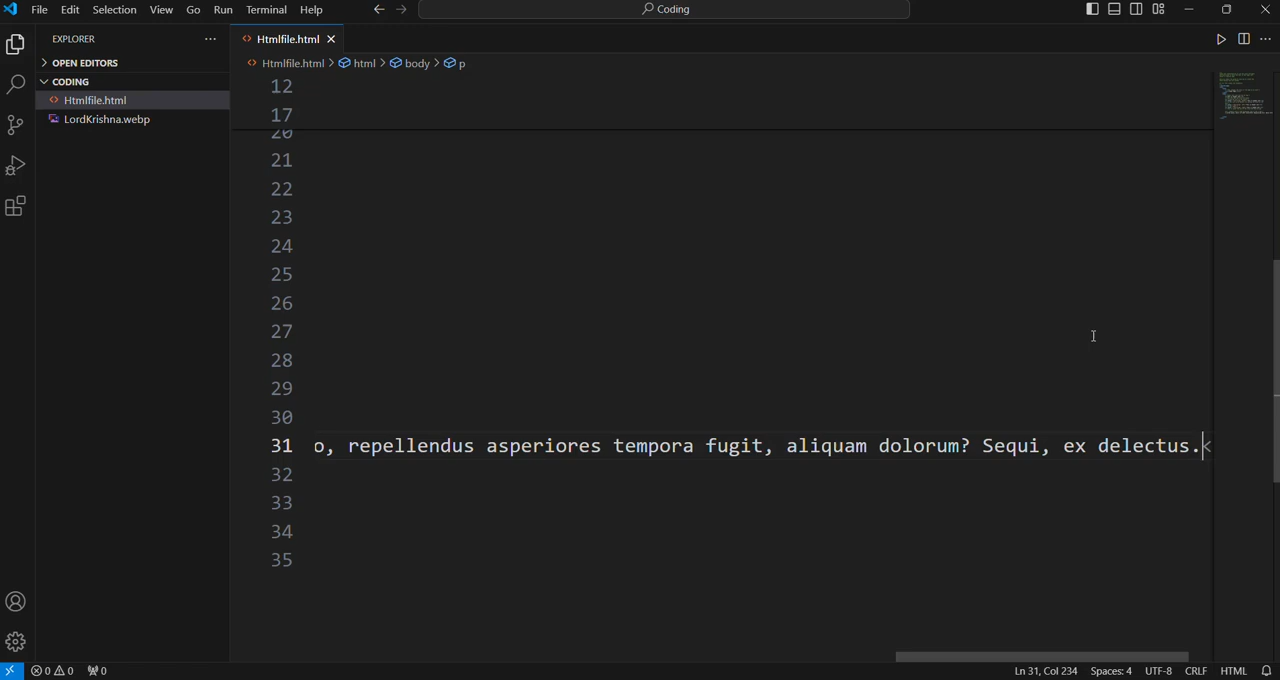 File Edit Selection View Go Run Terminal Help
Coding
EXPLORER
Htmlfile.html
OPEN EDITORS
Htmlfile.html > html > body > p
CODING
Htmlfile.html
LordKrishna.webp
12
17
20
21
22
23
24
25
26
27
28
29
30
31 o, repellendus asperiores tempora fugit, aliquam dolorum? Sequi, ex delectus.<
32
33
34
35
0 0 0
Ln 31, Col 234 Spaces: 4 UTF-8 CRLF HTML